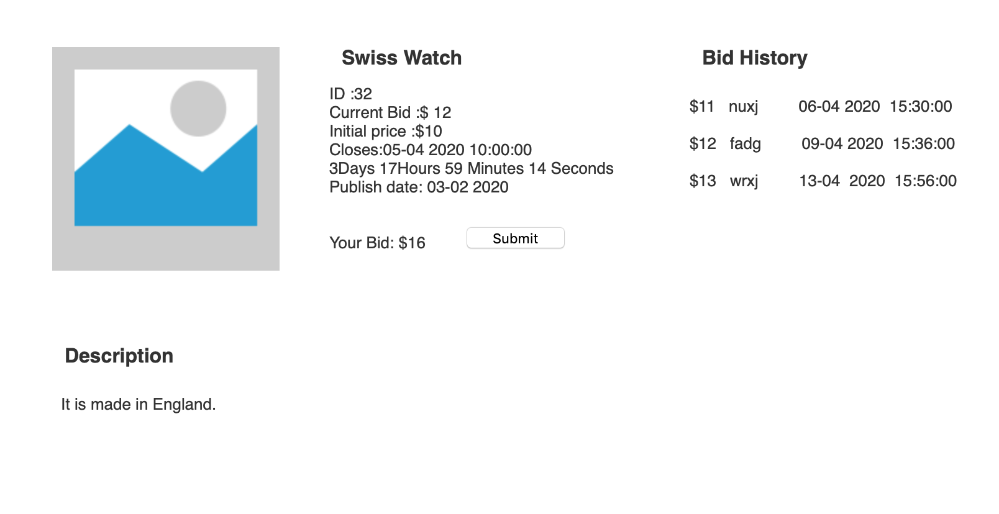 Swiss Watch
ID :32
Current Bid :$ 12
Initial price :$10
Closes:05-04 2020 10:00:00
3Days 17Hours 59 Minutes 14 Seconds
Publish date: 03-02 2020
Your Bid: $16
Submit
Bid History
$11 nuxj 06-04 2020 15:30:00
$12 fadg 09-04 2020 15:36:00
$13 wrxj 13-04 2020 15:56:00
Description
It is made in England.